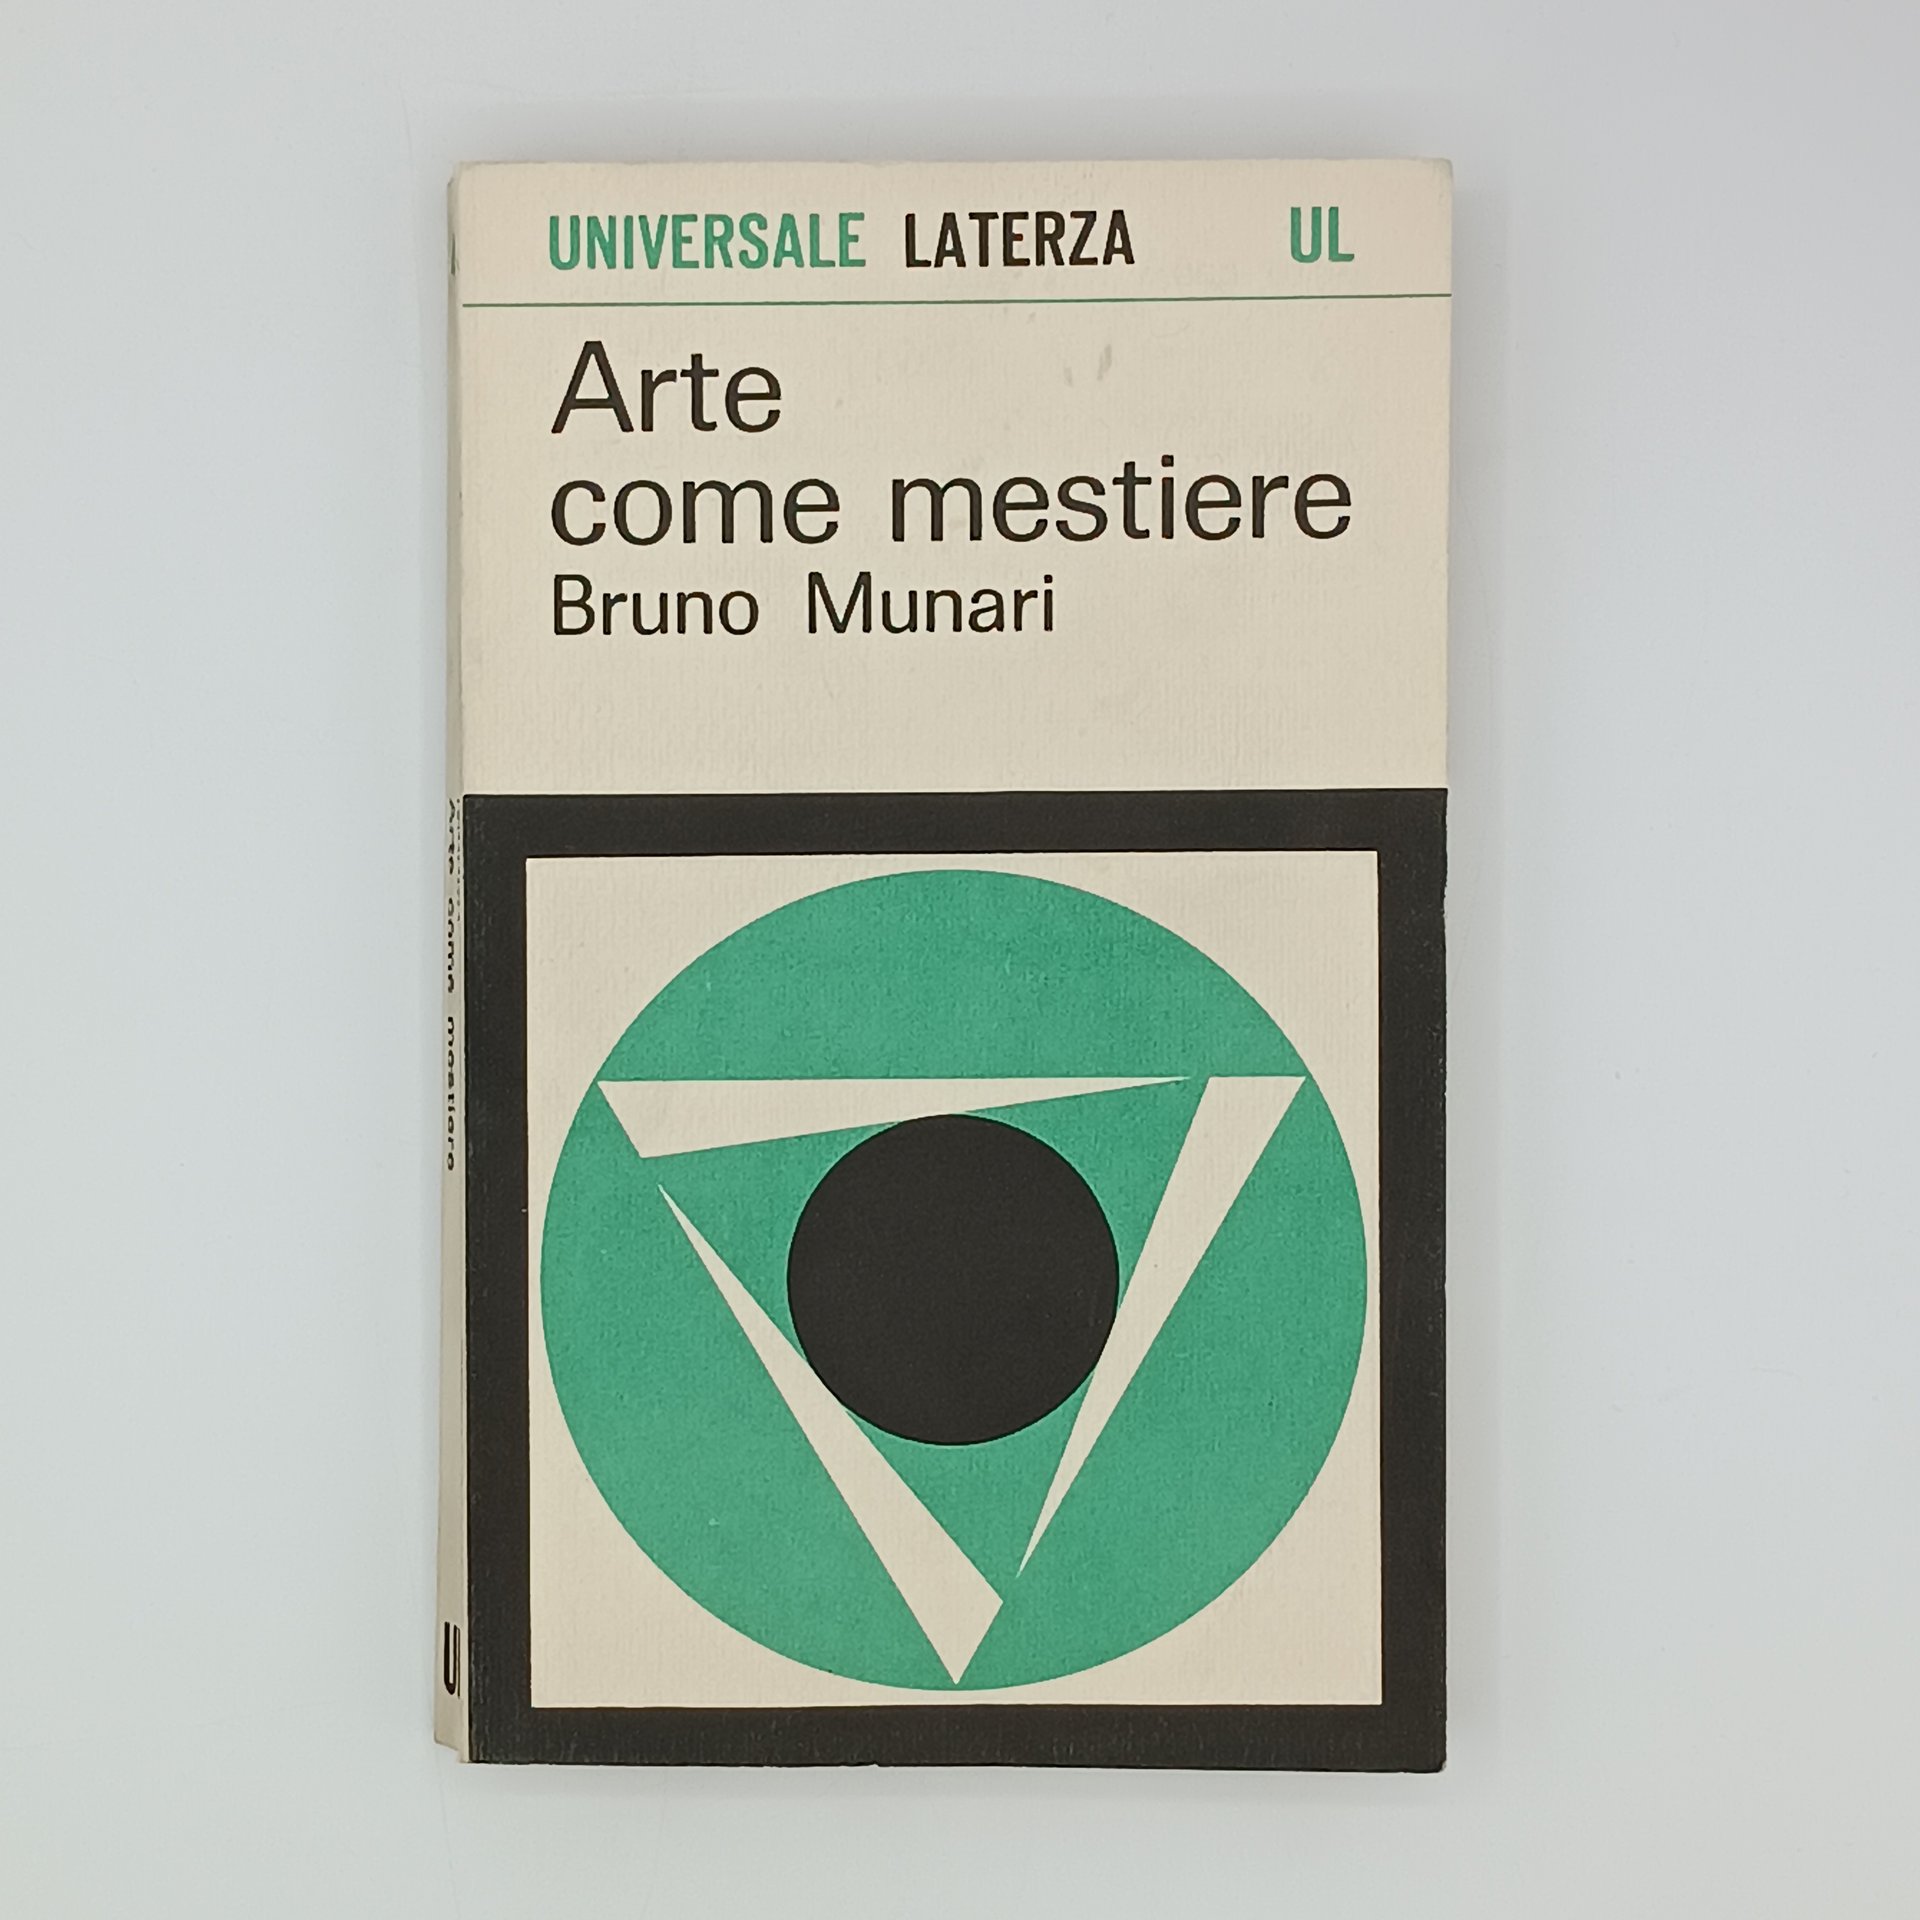 UNIVERSALE LATERZA UL
Arte
come mestiere
Bruno Munari
Arte come mestiere